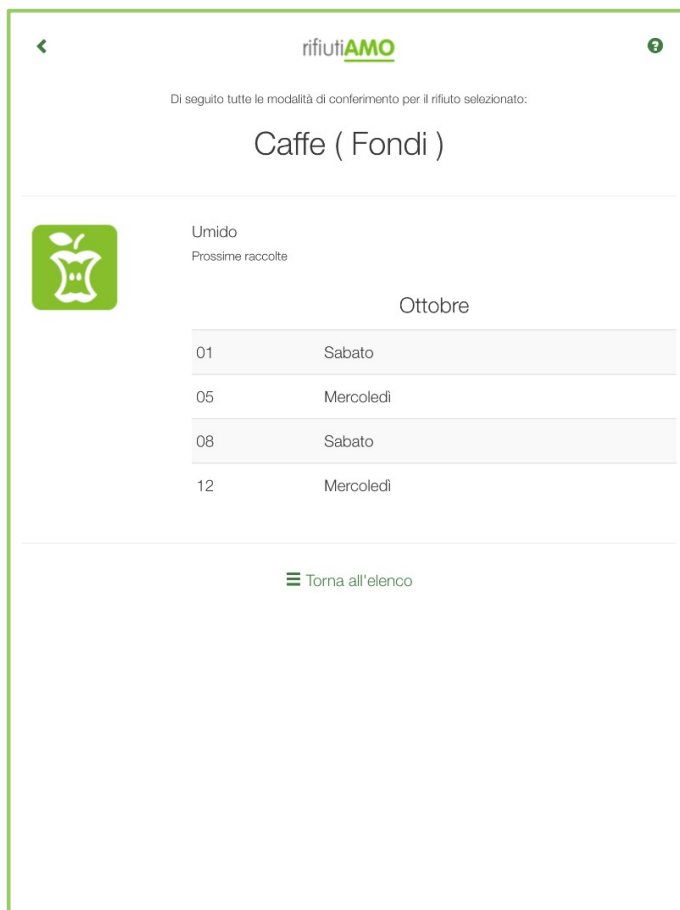 rifiutiAMO
Di seguito tutte le modalità di conferimento per il rifiuto selezionato:
Caffe ( Fondi )
Umido
Prossime raccolte
Ottobre
01 Sabato
05 Mercoledì
08 Sabato
12 Mercoledì
Torna all'elenco